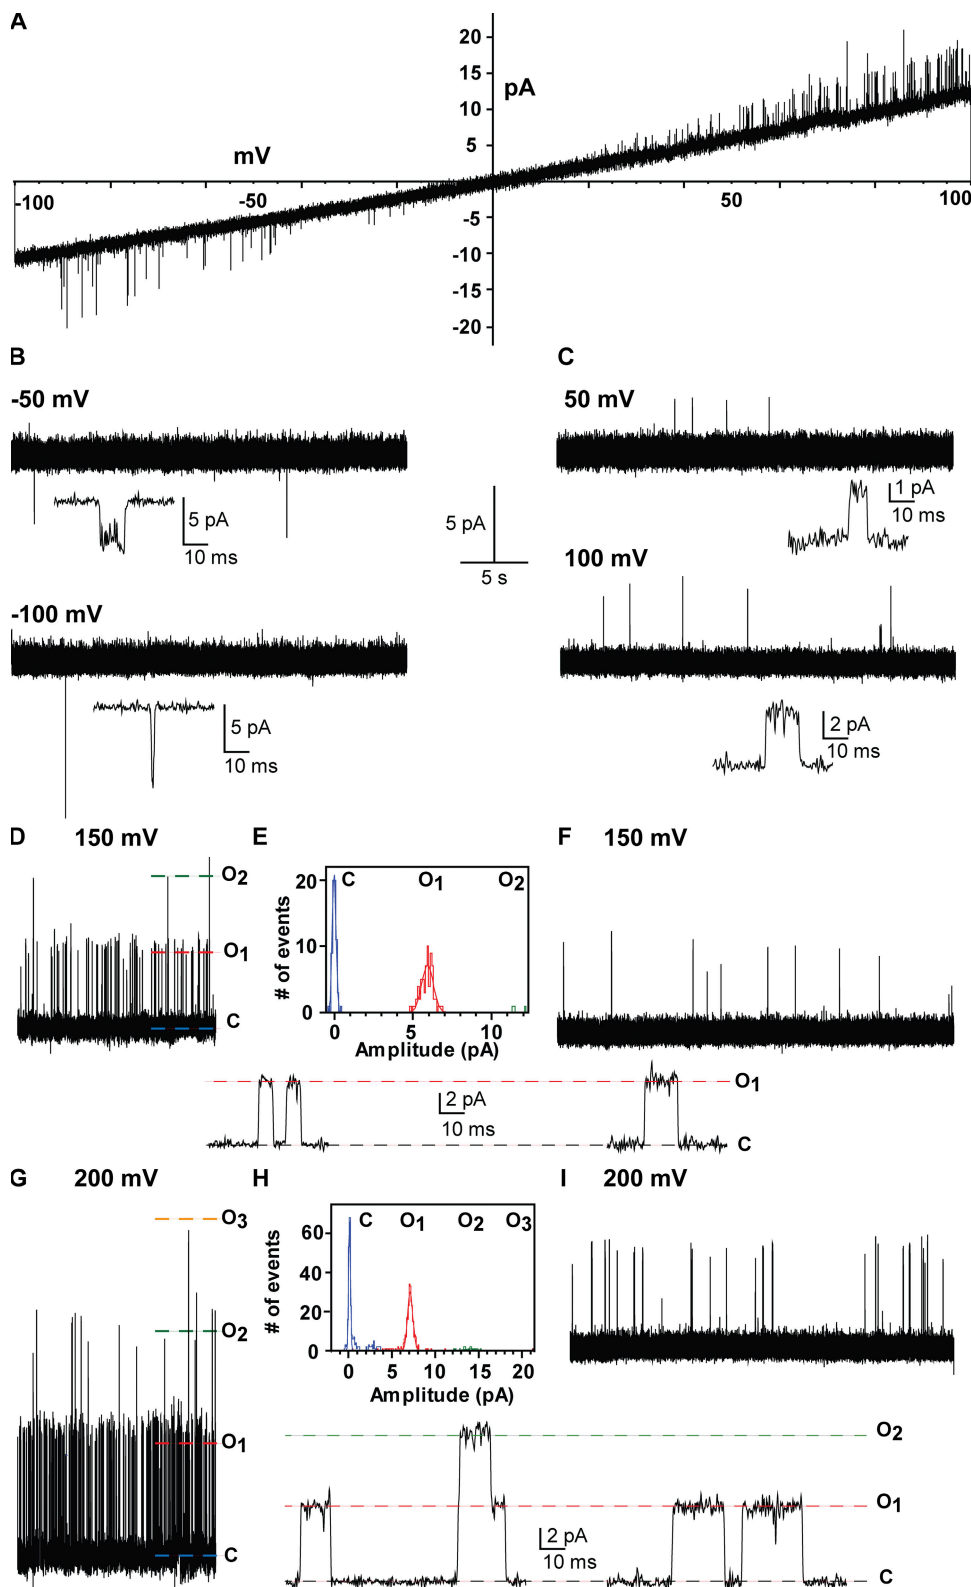 A
20
15
pA
10
5
mV
-100
-50
50
100
-5
-10
-15
-20
B
C
-50 mV
50 mV
5 pA
10 ms
5 pA
5 s
1 pA
10 ms
-100 mV
100 mV
5 pA
10 ms
2 pA
10 ms
D
150 mV
O2
O1
C
E
# of events
20
10
0
C
O1
O2
0
5
10
Amplitude (pA)
F
150 mV
2 pA
10 ms
O1
C
G
200 mV
O3
O2
O1
C
H
# of events
60
40
20
0
C
O1
O2
O3
0
5
10
15
20
Amplitude (pA)
I
200 mV
O2
O1
2 pA
10 ms
C